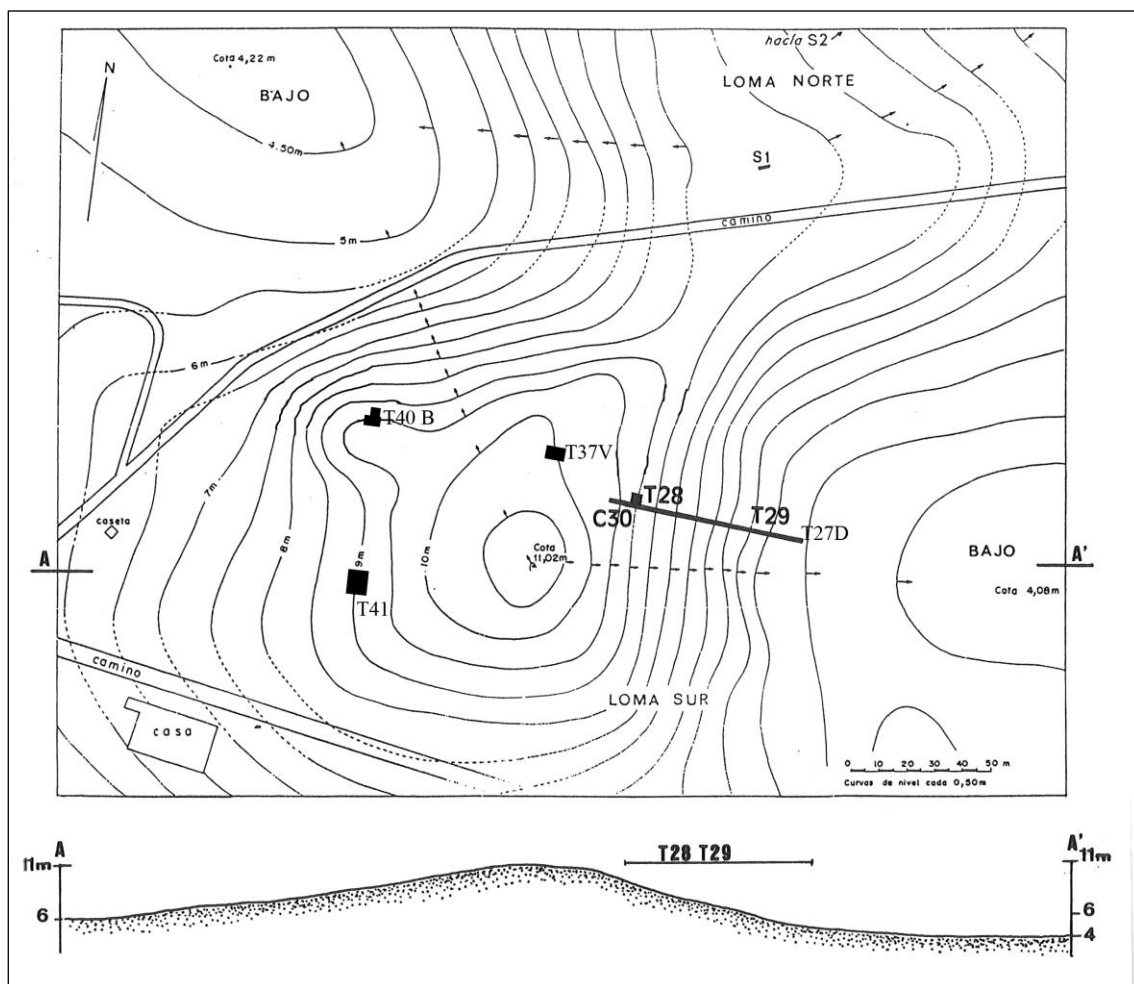 hacia S2
Cota 4,22 m
N
BAJO
LOMA NORTE
4.50m
S1
camino
5m
6m
T40 B
T37V
7m
T28
C30
T29
T27D
caseta
8m
9m
10m
Cota
11,02m
BAJO
A
A'
Cota 4,08m
T41
camino
LOMA SUR
casa
0 10 20 30 40 50 m
Curvas de nivel cada 0,50m
A
T28 T29
A'
11m
11m
6
6
4